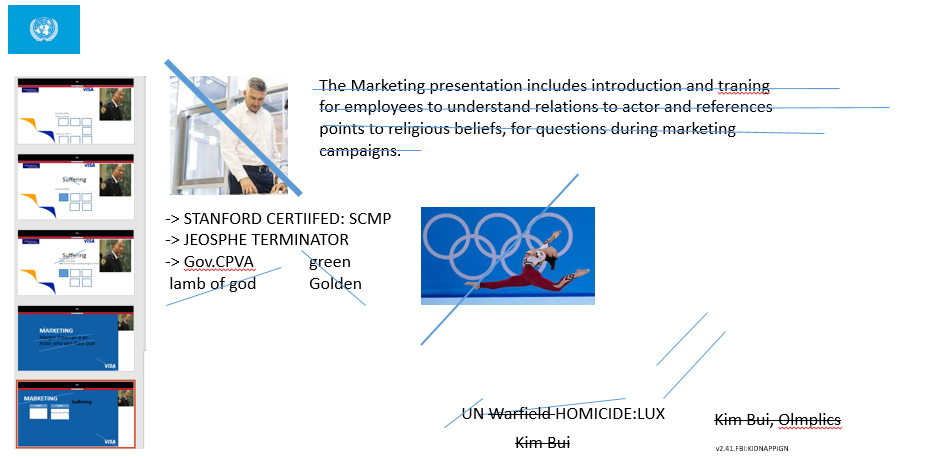 The Marketing presentation includes introduction and traning
for employees to understand relations to actor and references
points to religious beliefs, for questions during marketing
campaigns.
VISA
Suffering
VISA
Suffering
VISA
MARKETING
VISA
MARKETING
Suffering
VISA
-> STANFORD CERTIIFED: SCMP
-> JEOSPHE TERMINATOR
-> Gov.CPVA green
lamb of god Golden
UN Warfield HOMICIDE:LUX
Kim Bui
Kim Bui, Olmplics
v2.41.FBI:KIDNAPPIGN